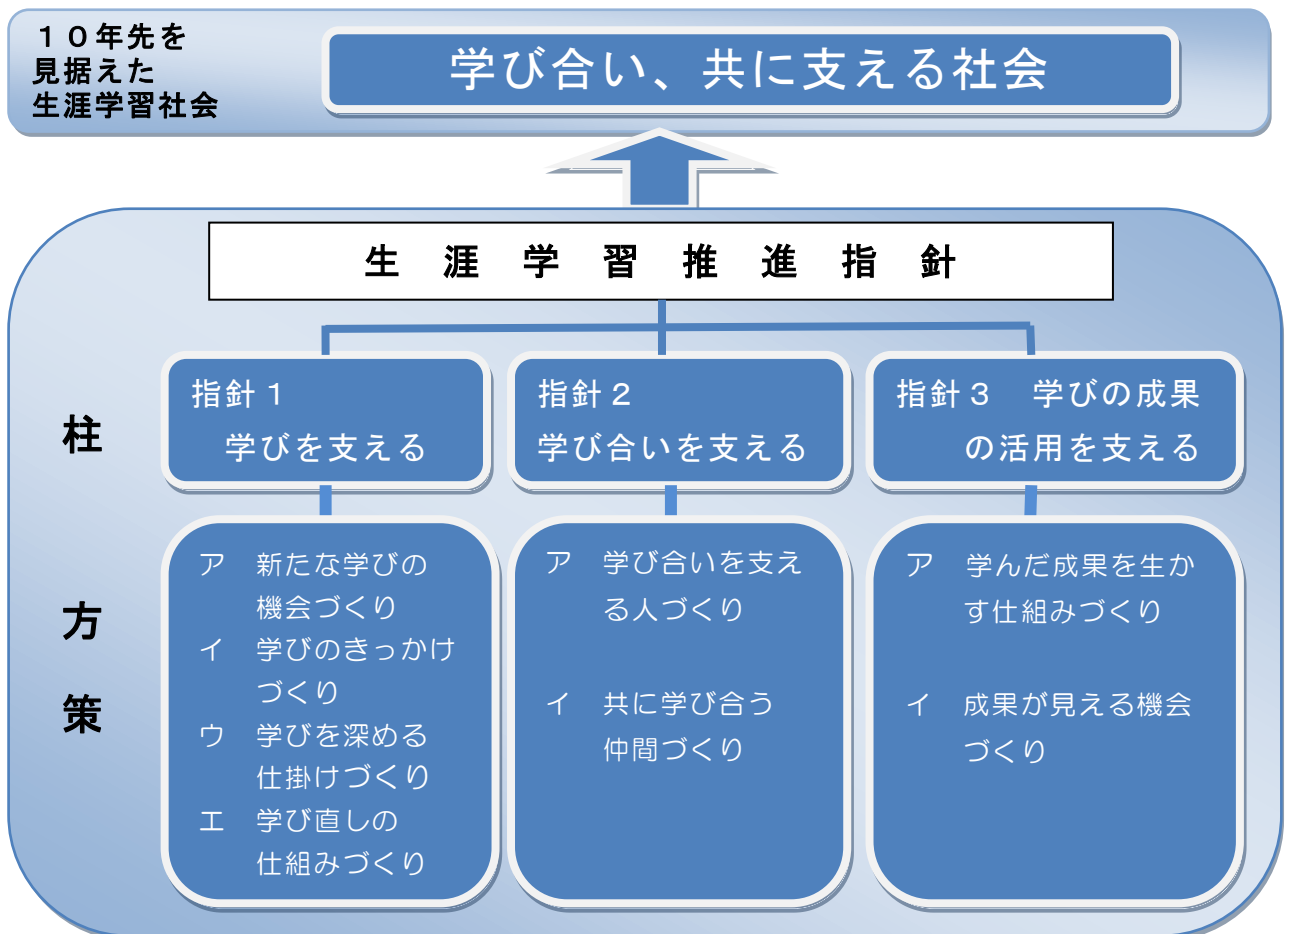 １０年先を
見据えた
生涯学習社会
学び合い、共に支える社会
生涯学習推進指針
柱
指針１
学びを支える
指針２
学び合いを支える
指針３　学びの成果
の活用を支える
方
策
ア　新たな学びの
機会づくり
イ　学びのきっかけ
づくり
ウ　学びを深める
仕掛けづくり
エ　学び直しの
仕組みづくり
ア　学び合いを支え
る人づくり
イ　共に学び合う
仲間づくり
ア　学んだ成果を生か
す仕組みづくり
イ　成果が見える機会
づくり